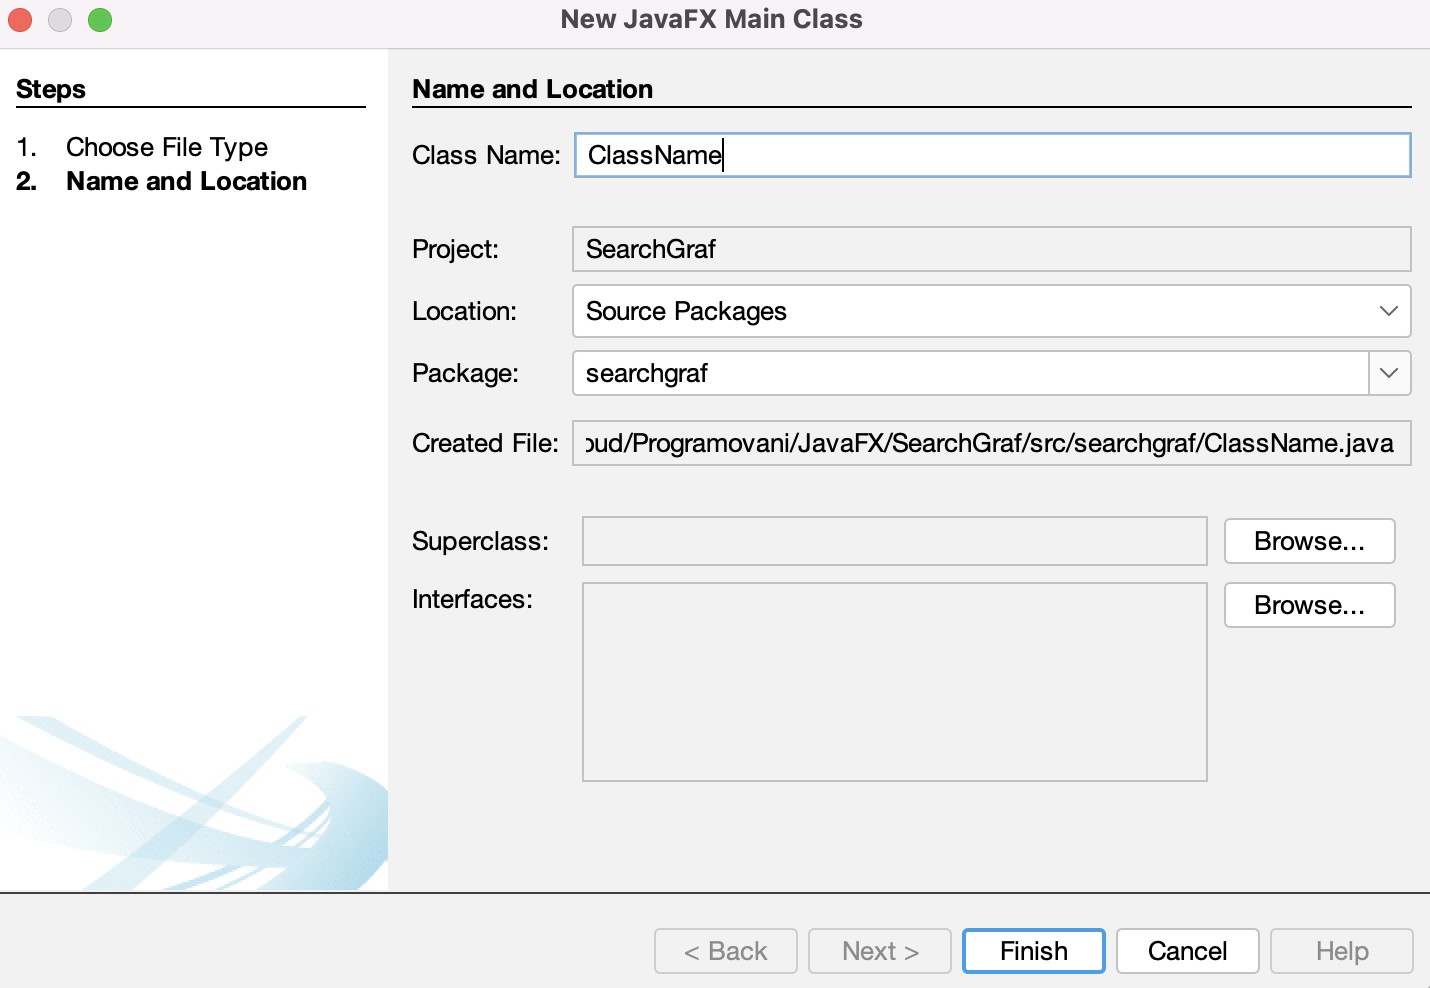 New JavaFX Main Class
Steps
1. Choose File Type
2. Name and Location
Name and Location
Class Name: ClassName
Project: SearchGraf
Location: Source Packages
Package: searchgraf
Created File: oud/Programovani/JavaFX/SearchGraf/src/searchgraf/ClassName.java
Superclass: Browse...
Interfaces: Browse...
< Back Next > Finish Cancel Help